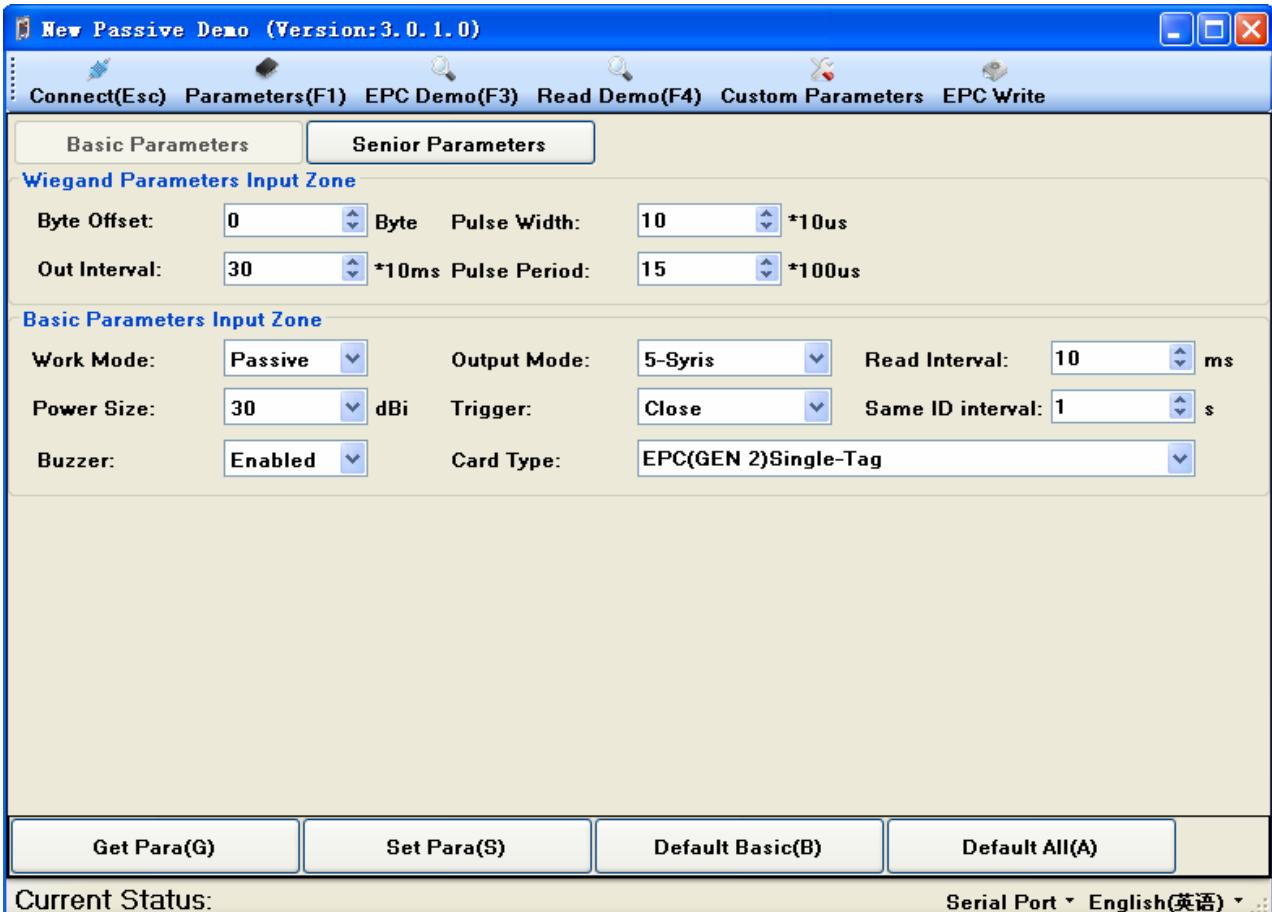 New Passive Demo (Version:3.0.1.0)
Connect(Esc) Parameters(F1) EPC Demo(F3) Read Demo(F4) Custom Parameters EPC Write
Basic Parameters Senior Parameters
Wiegand Parameters Input Zone
Byte Offset: 0 Byte Pulse Width: 10 *10us
Out Interval: 30 *10ms Pulse Period: 15 *100us
Basic Parameters Input Zone
Work Mode: Passive Output Mode: 5-Syris Read Interval: 10 ms
Power Size: 30 dBi Trigger: Close Same ID interval: 1 s
Buzzer: Enabled Card Type: EPC(GEN 2)Single-Tag
Get Para(G) Set Para(S) Default Basic(B) Default All(A)
Current Status: Serial Port English(英语)